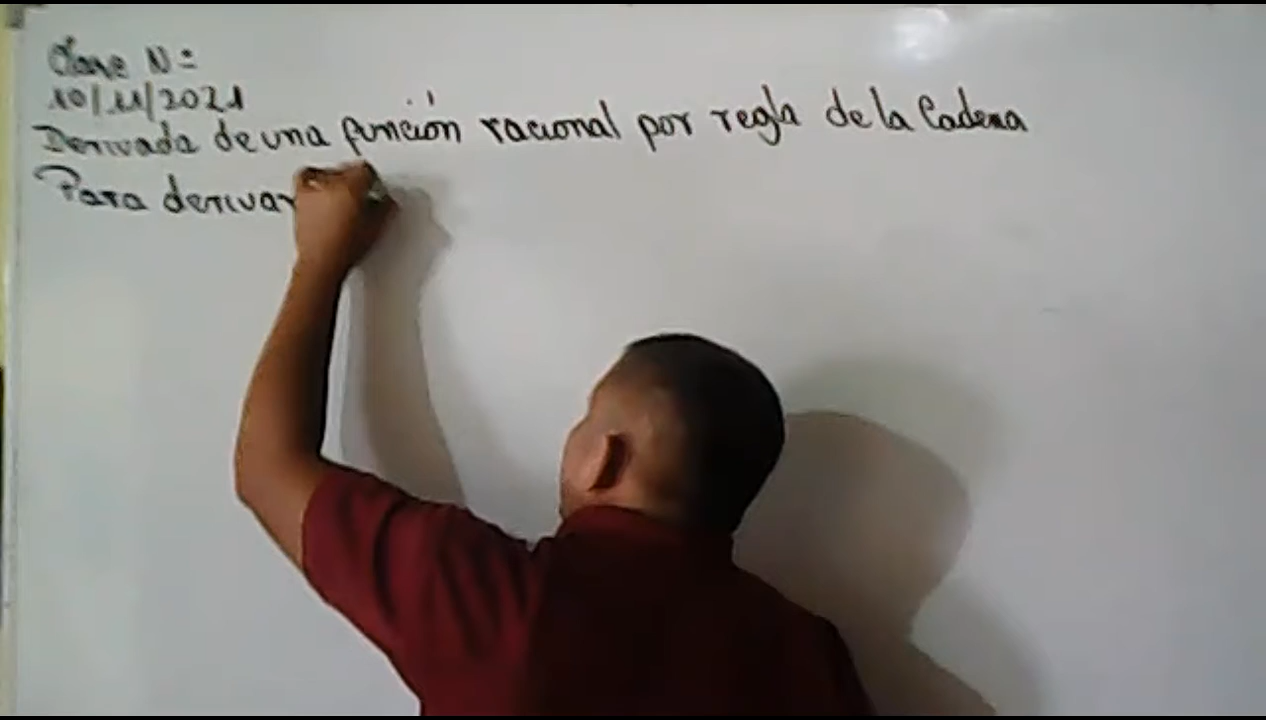 Clase N=
10/11/2021
Derivada de una función racional por regla de la Cadena
Para derivar